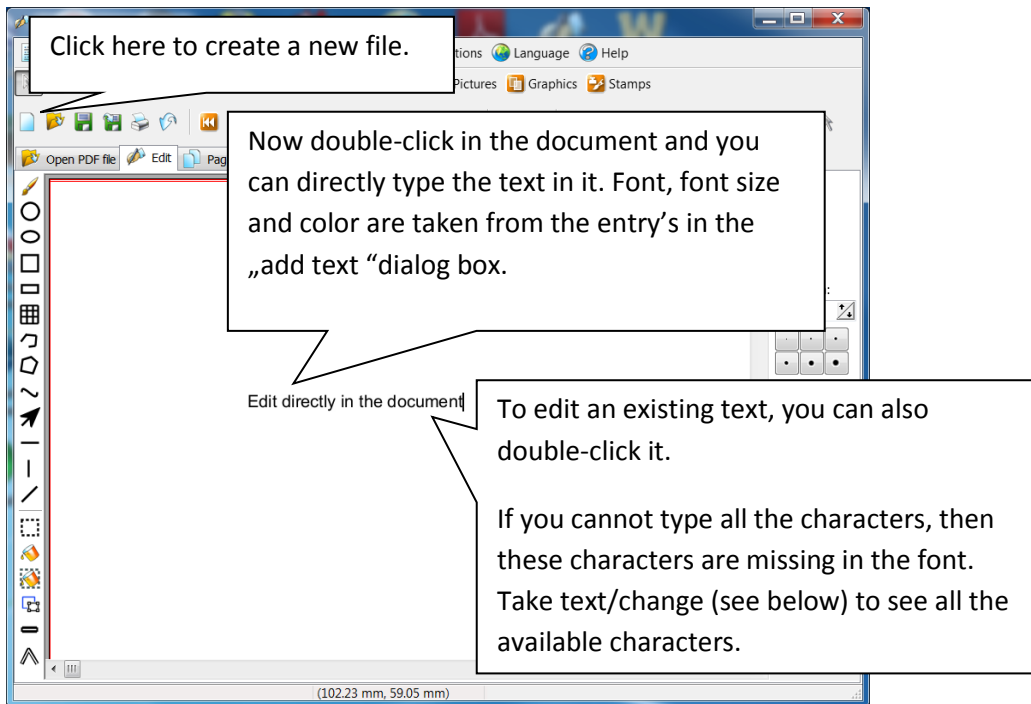 Click here to create a new file.
tions Language Help
Pictures Graphics Stamps
Now double-click in the document and you
can directly type the text in it. Font, font size
and color are taken from the entry’s in the
„add text “dialog box.
Open PDF file Edit Pag
:
Edit directly in the document
To edit an existing text, you can also
double-click it.
If you cannot type all the characters, then
these characters are missing in the font.
Take text/change (see below) to see all the
available characters.
(102.23 mm, 59.05 mm)